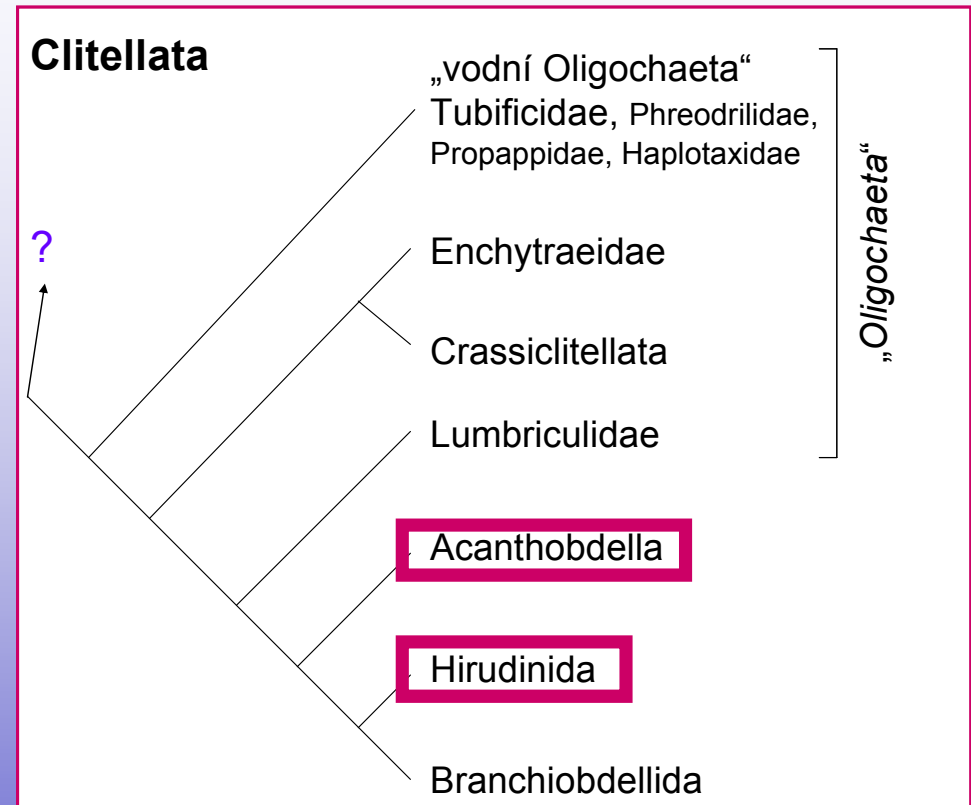 Clitellata
„vodní Oligochaeta“
Tubificidae, Phreodrilidae,
Propappidae, Haplotaxidae
„Oligochaeta“
?
Enchytraeidae
Crassiclitellata
Lumbriculidae
Acanthobdella
Hirudinida
Branchiobdellida